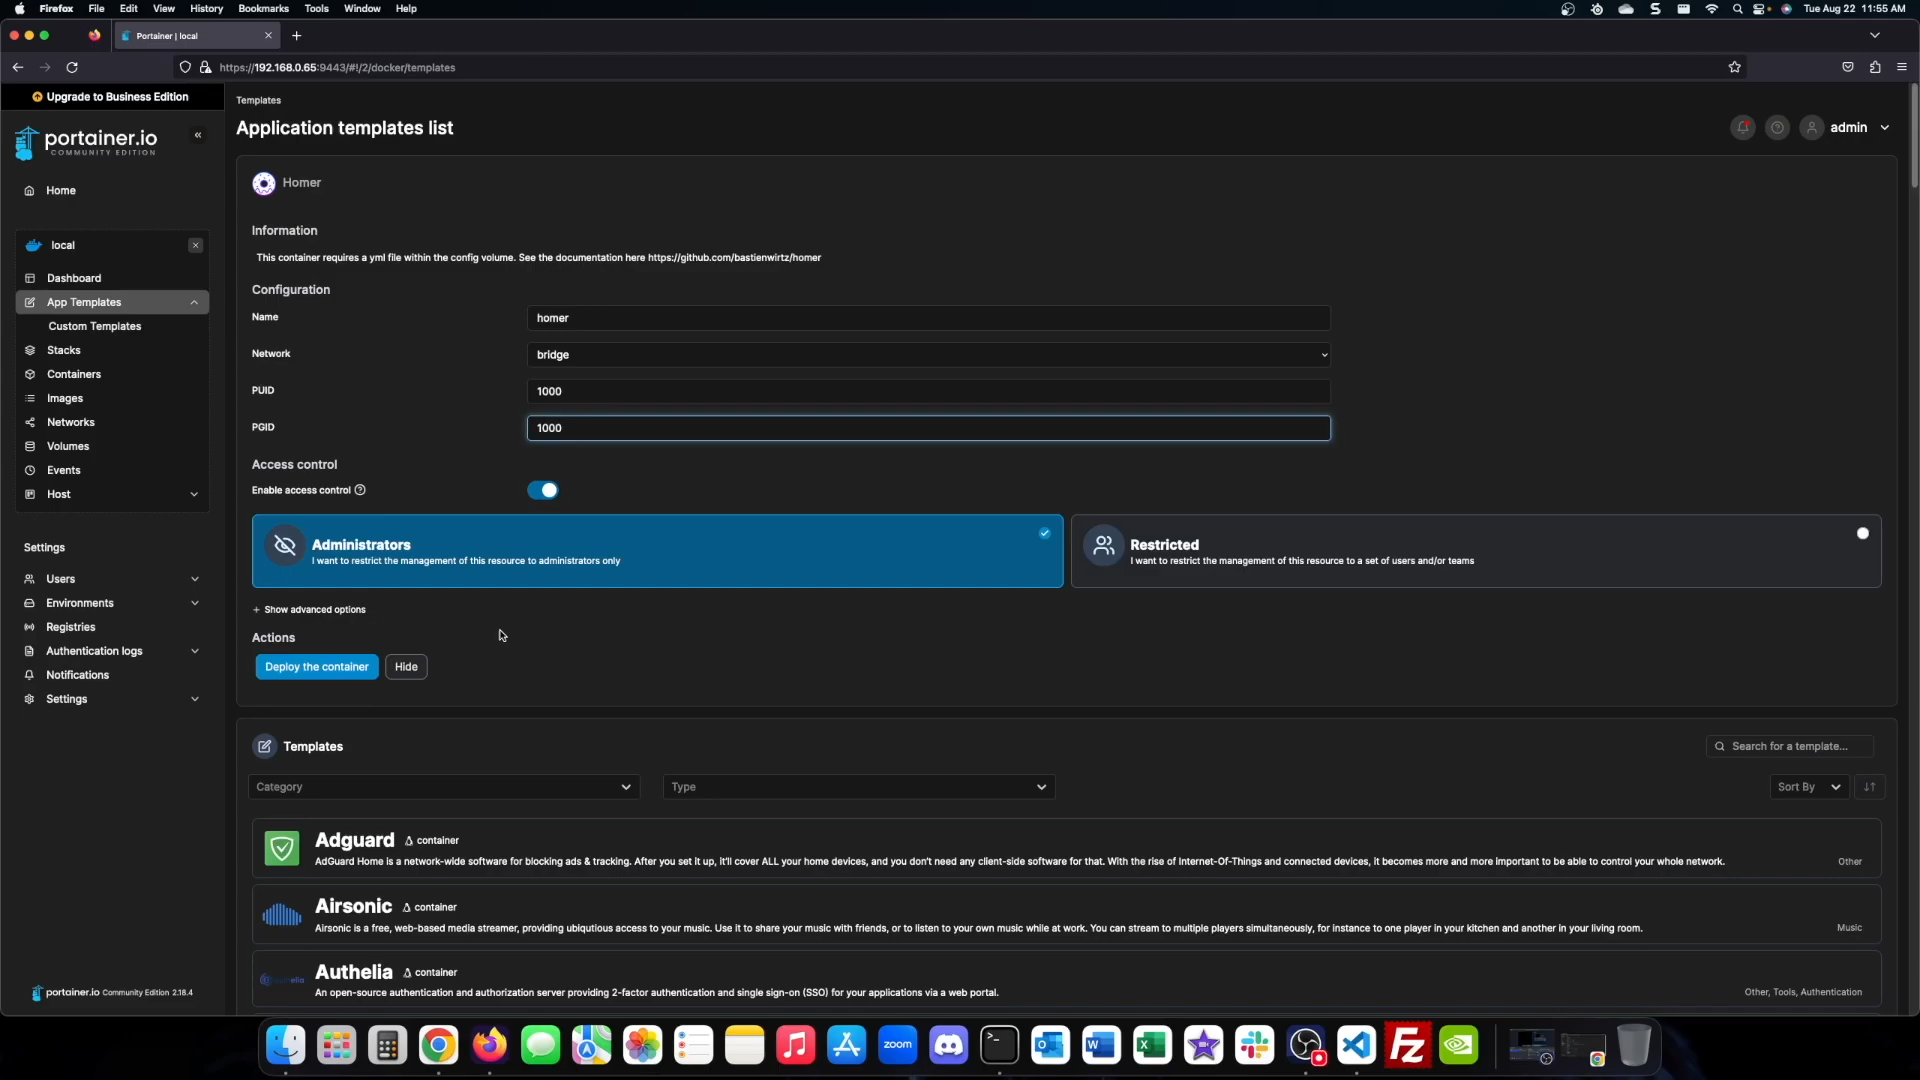 Firefox File Edit View History Bookmarks Tools Window Help
Tue Aug 22 11:55 AM
Portainer | local
https://192.168.0.65:9443/#!/2/docker/templates
Upgrade to Business Edition
portainer.io
COMMUNITY EDITION
Home
local
Dashboard
App Templates
Custom Templates
Stacks
Containers
Images
Networks
Volumes
Events
Host
Settings
Users
Environments
Registries
Authentication logs
Notifications
Settings
portainer.io Community Edition 2.18.4
Templates
Application templates list
admin
Homer
Information
This container requires a yml file within the config volume. See the documentation here https://github.com/bastienwirtz/homer
Configuration
Name homer
Network bridge
PUID 1000
PGID 1000
Access control
Enable access control
Administrators
I want to restrict the management of this resource to administrators only
Restricted
I want to restrict the management of this resource to a set of users and/or teams
+ Show advanced options
Actions
Deploy the container Hide
Templates
Search for a template...
Category Type Sort By
Adguard container
AdGuard Home is a network-wide software for blocking ads & tracking. After you set it up, it'll cover ALL your home devices, and you don't need any client-side software for that. With the rise of Internet-Of-Things and connected devices, it becomes more and more important to be able to control your whole network.
Other
Airsonic container
Airsonic is a free, web-based media streamer, providing ubiqutious access to your music. Use it to share your music with friends, or to listen to your own music while at work. You can stream to multiple players simultaneously, for instance to one player in your kitchen and another in your living room.
Music
Authelia container
An open-source authentication and authorization server providing 2-factor authentication and single sign-on (SSO) for your applications via a web portal.
Other, Tools, Authentication
zoom
Fz